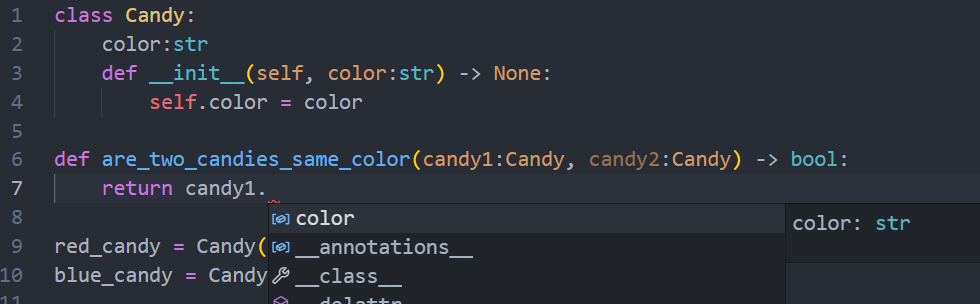 1 class Candy:
2 color:str
3 def __init__(self, color:str) -> None:
4 self.color = color
5
6 def are_two_candies_same_color(candy1:Candy, candy2:Candy) -> bool:
7 return candy1.
8 color color: str
9 red_candy = Candy( __annotations__
10 blue_candy = Candy __class__
11 __delattr